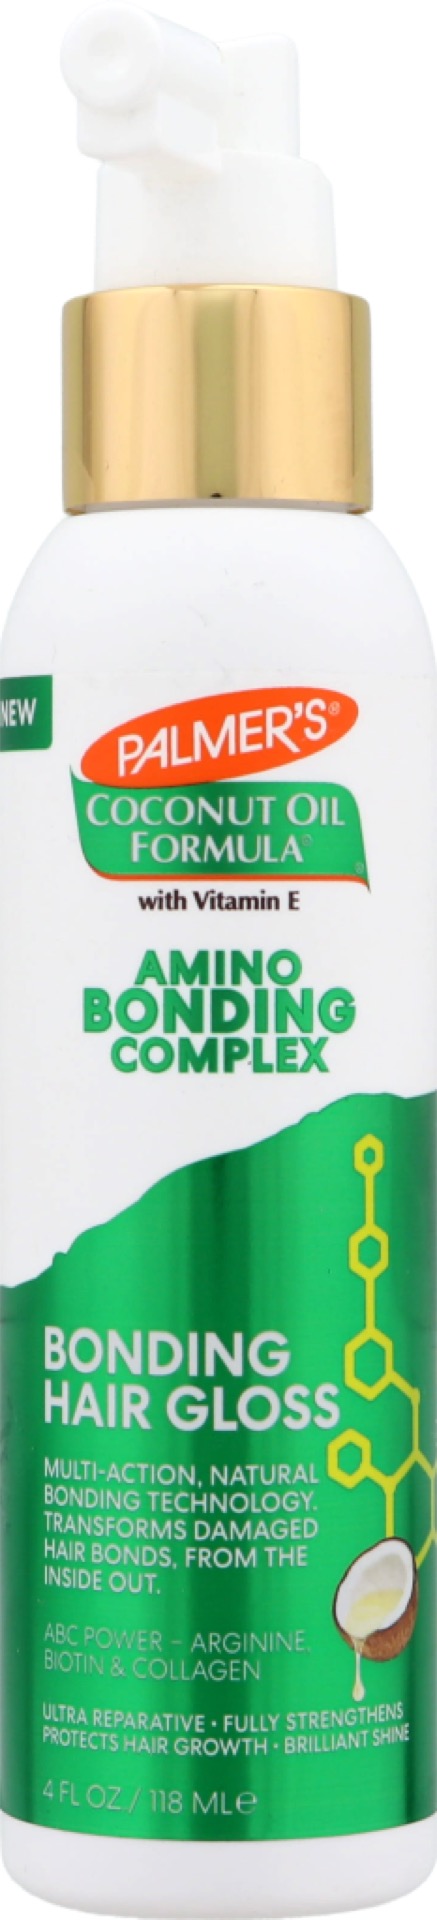 NEW
PALMER'S®
COCONUT OIL
FORMULA®
with Vitamin E
AMINO
BONDING
COMPLEX
BONDING
HAIR GLOSS
MULTI-ACTION, NATURAL
BONDING TECHNOLOGY.
TRANSFORMS DAMAGED
HAIR BONDS, FROM THE
INSIDE OUT.
ABC POWER – ARGININE,
BIOTIN & COLLAGEN
ULTRA REPARATIVE • FULLY STRENGTHENS
PROTECTS HAIR GROWTH • BRILLIANT SHINE
4 FL OZ / 118 ML℮